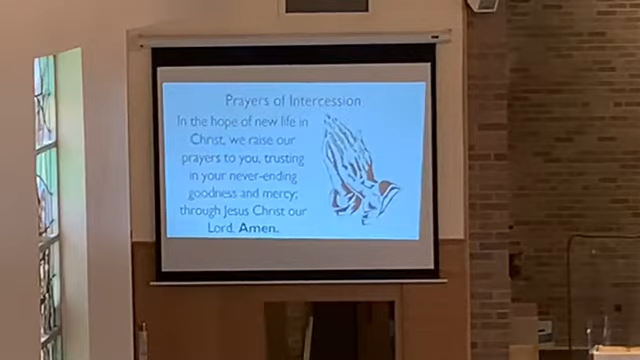 Prayers of Intercession
In the hope of new life in
Christ, we raise our
prayers to you, trusting
in your never-ending
goodness and mercy;
through Jesus Christ our
Lord. Amen.